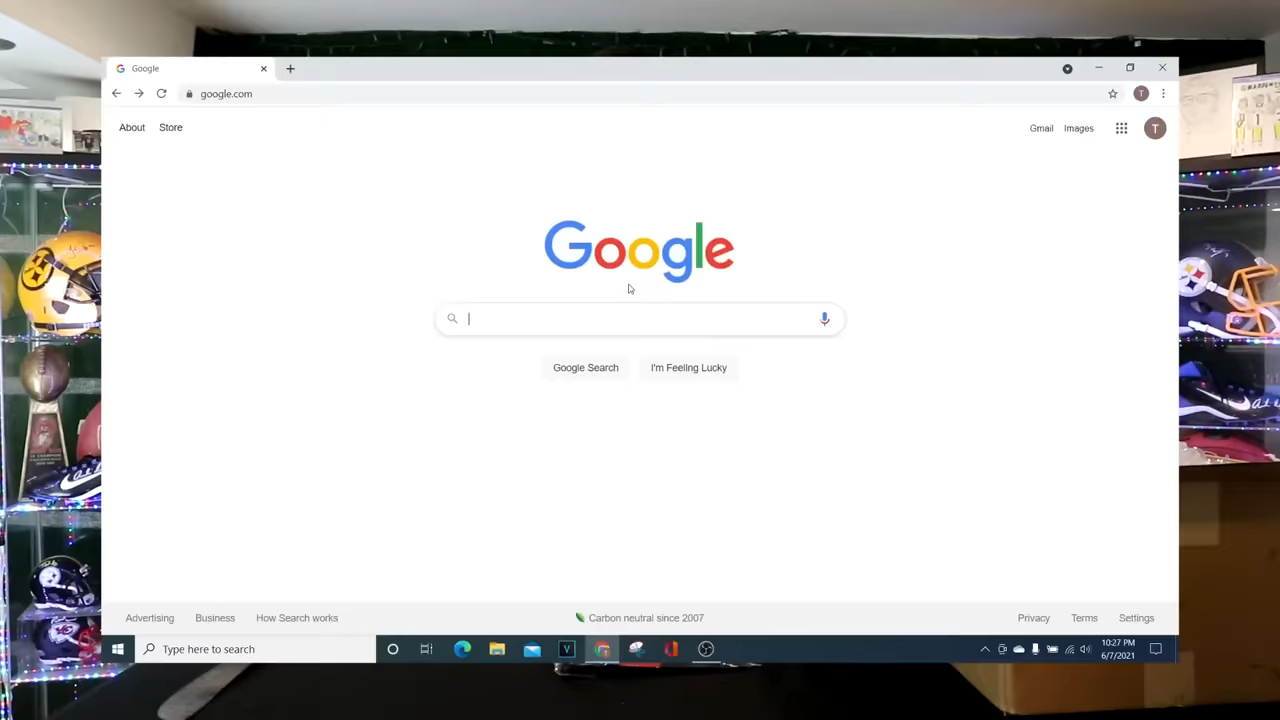 Google
google.com
About Store
Gmail Images
T
T
Google
Google Search
I'm Feeling Lucky
Advertising Business How Search works
Carbon neutral since 2007
Privacy Terms Settings
Type here to search
V
10:27 PM
6/7/2021